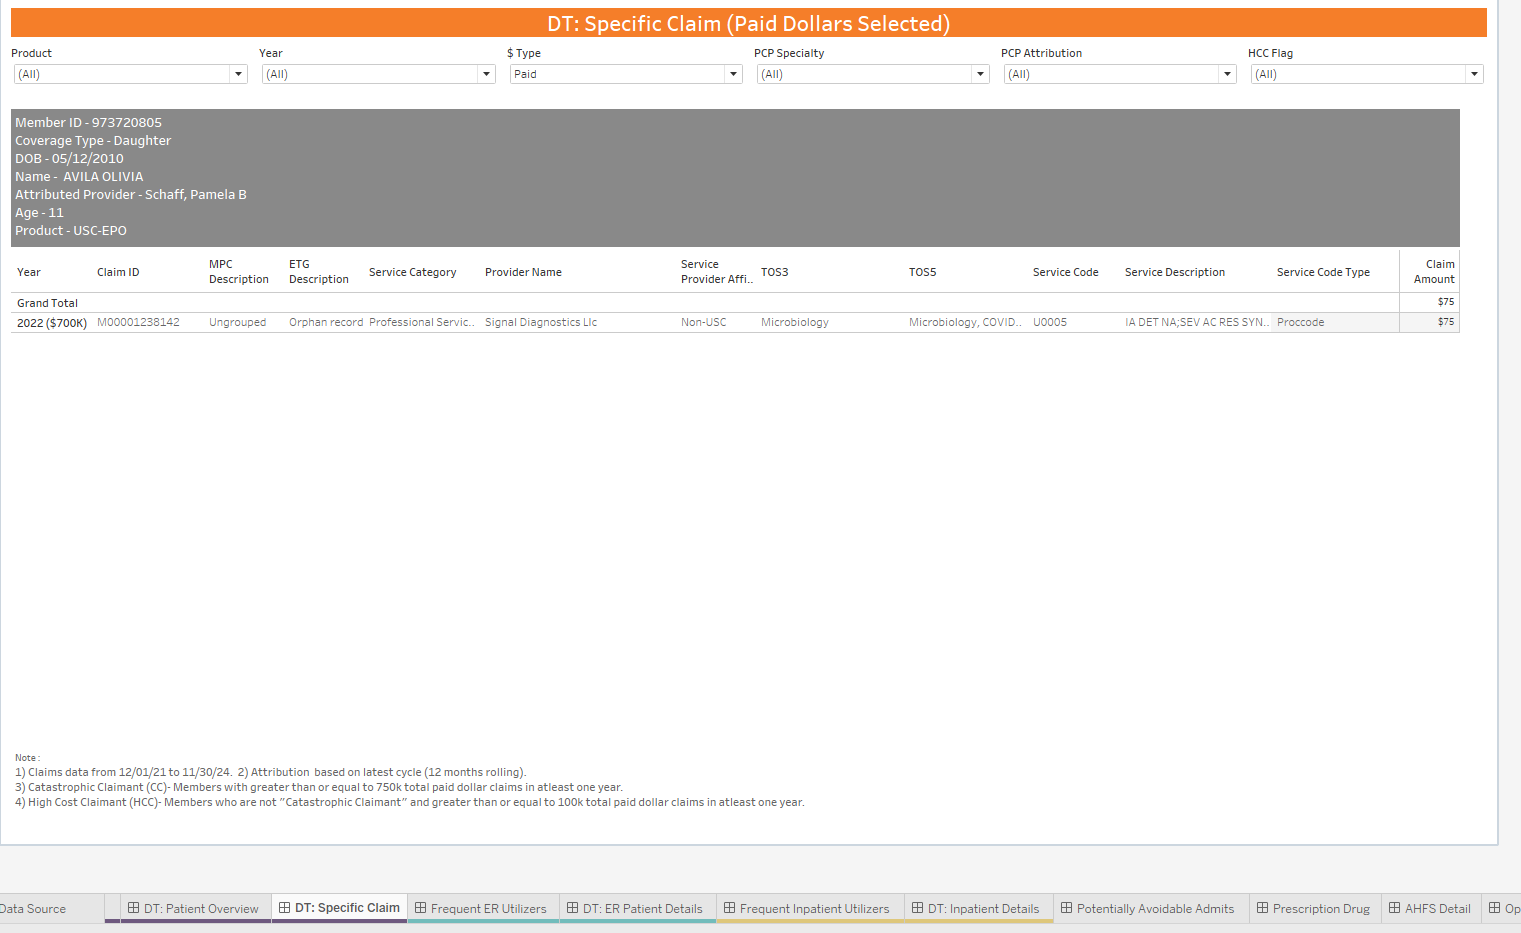 DT: Specific Claim (Paid Dollars Selected)
Product Year $ Type PCP Specialty PCP Attribution HCC Flag
(All) (All) Paid (All) (All) (All)
Member ID - 973720805
Coverage Type - Daughter
DOB - 05/12/2010
Name - AVILA OLIVIA
Attributed Provider - Schaff, Pamela B
Age - 11
Product - USC-EPO
Year Claim ID MPC Description ETG Description Service Category Provider Name Service Provider Affi.. TOS3 TOS5 Service Code Service Description Service Code Type Claim Amount
Grand Total $75
2022 ($700K) M00001238142 Ungrouped Orphan record Professional Servic.. Signal Diagnostics Llc Non-USC Microbiology Microbiology, COVID.. U0005 IA DET NA;SEV AC RES SYN.. Proccode $75
Note :
1) Claims data from 12/01/21 to 11/30/24. 2) Attribution based on latest cycle (12 months rolling).
3) Catastrophic Claimant (CC)- Members with greater than or equal to 750k total paid dollar claims in atleast one year.
4) High Cost Claimant (HCC)- Members who are not "Catastrophic Claimant" and greater than or equal to 100k total paid dollar claims in atleast one year.
Data Source DT: Patient Overview DT: Specific Claim Frequent ER Utilizers DT: ER Patient Details Frequent Inpatient Utilizers DT: Inpatient Details Potentially Avoidable Admits Prescription Drug AHFS Detail Op